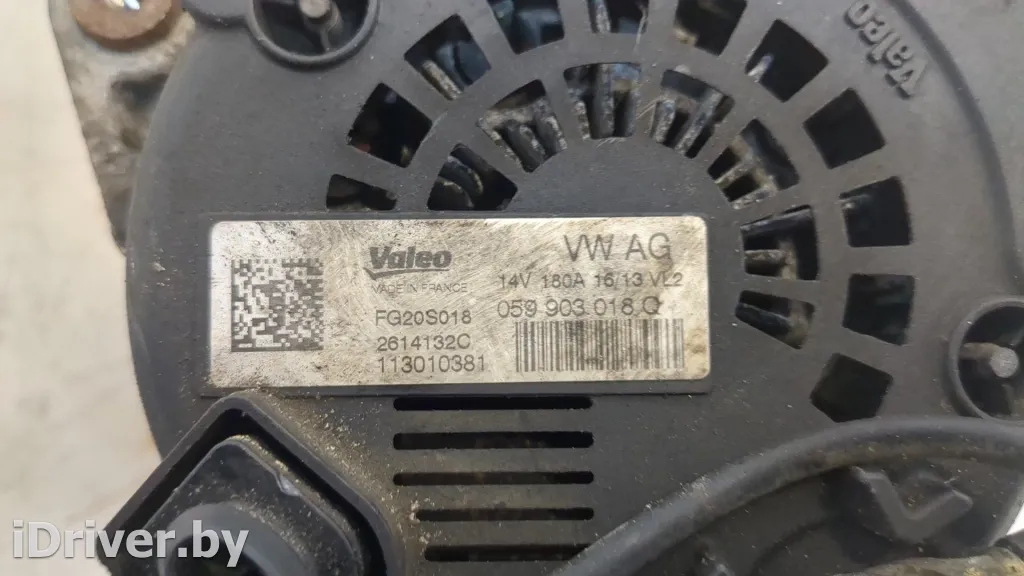 Valeo
Valeo
MADE IN FRANCE
FG20S018
2614132C
113010381
VW AG
14V 180A 16/13 VL2
059 903 018 Q
iDriver.by